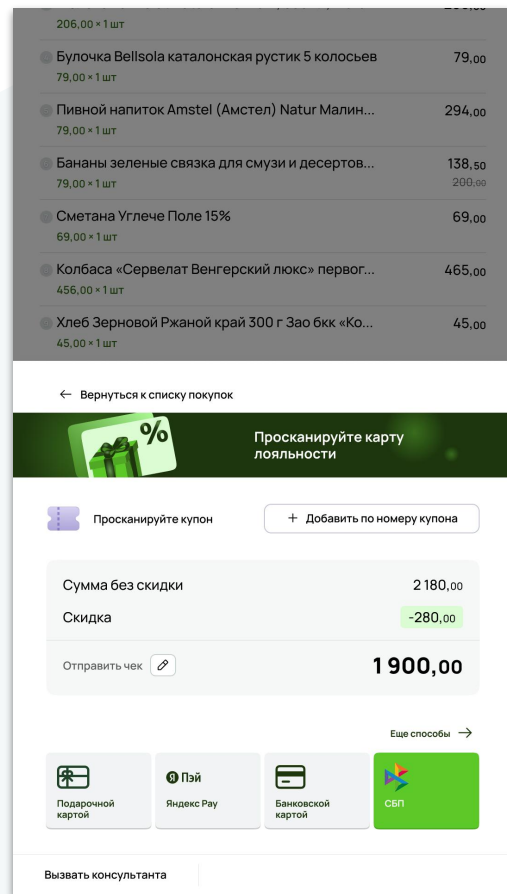 206,00 × 1 шт
Булочка Bellsola каталонская рустик 5 колосьев 79,00
79,00 × 1 шт
Пивной напиток Amstel (Амстел) Natur Малин... 294,00
79,00 × 1 шт
Бананы зеленые связка для смузи и десертов... 138,50
79,00 × 1 шт 200,00
Сметана Углече Поле 15% 69,00
69,00 × 1 шт
Колбаса «Сервелат Венгерский люкс» первог... 465,00
456,00 × 1 шт
Хлеб Зерновой Ржаной край 300 г Зао бкк «Ко... 45,00
45,00 × 1 шт
← Вернуться к списку покупок
%
Просканируйте карту
лояльности
Просканируйте купон
+ Добавить по номеру купона
Сумма без скидки 2 180,00
Скидка -280,00
Отправить чек 1 900,00
Еще способы →
Подарочной
картой
Я Пэй
Яндекс Pay
Банковской
картой
СБП
Вызвать консультанта